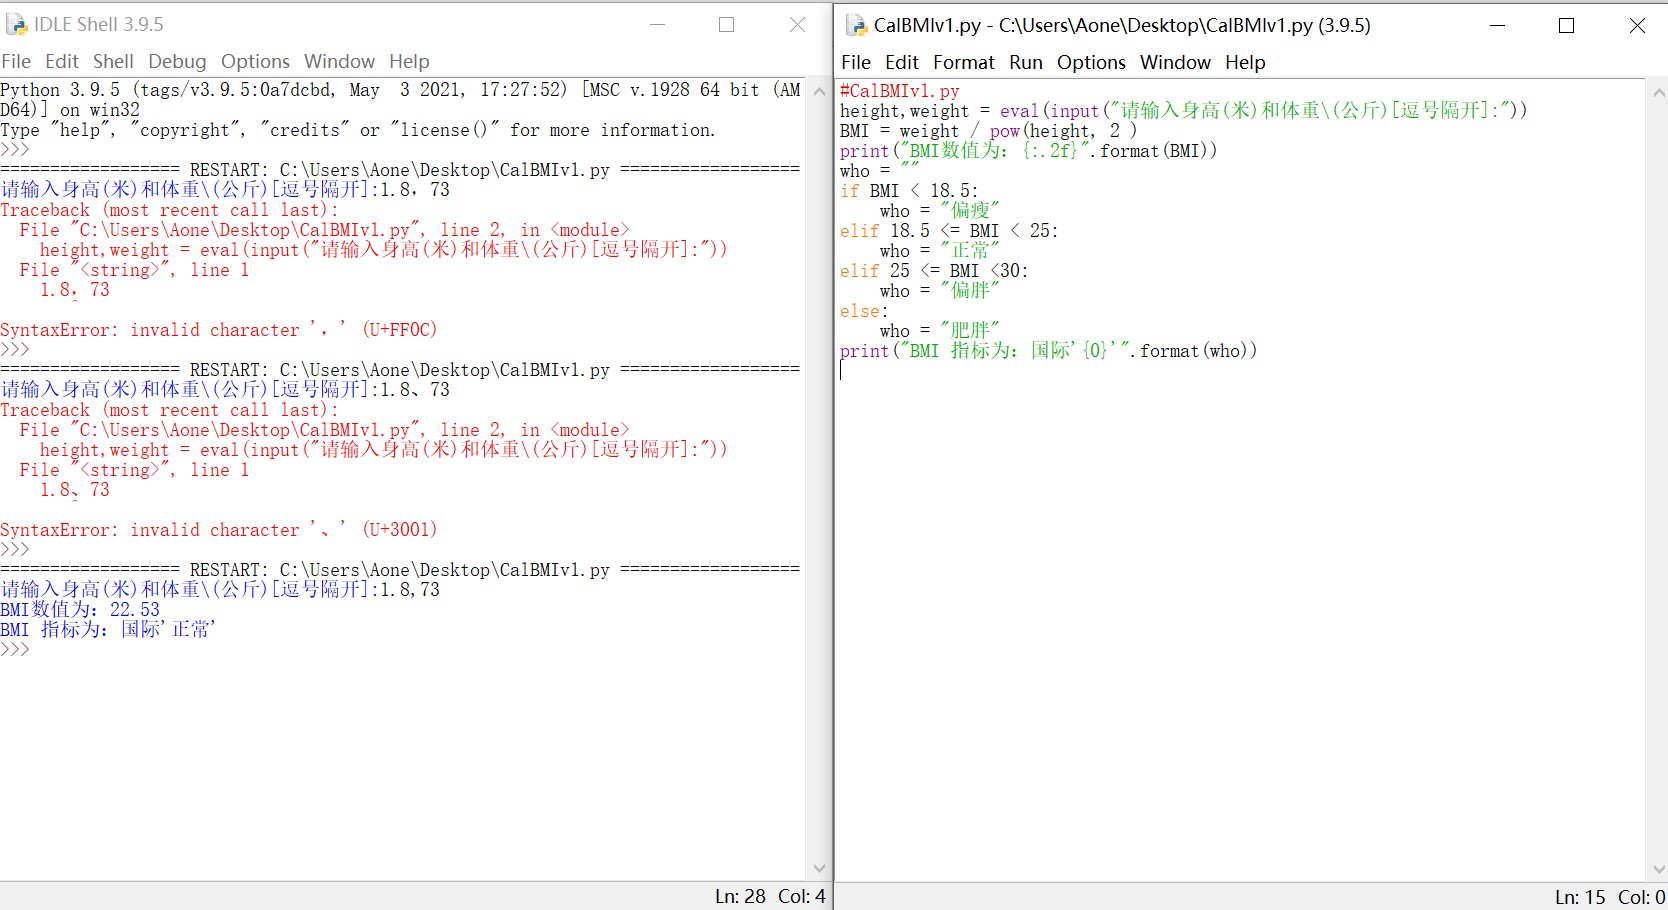 IDLE Shell 3.9.5
File Edit Shell Debug Options Window Help
Python 3.9.5 (tags/v3.9.5:0a7dcbd, May  3 2021, 17:27:52) [MSC v.1928 64 bit (AM
D64)] on win32
Type "help", "copyright", "credits" or "license()" for more information.
>>>
================== RESTART: C:\Users\Aone\Desktop\CalBMIv1.py ==================
请输入身高(米)和体重\(公斤)[逗号隔开]:1.8，73
Traceback (most recent call last):
  File "C:\Users\Aone\Desktop\CalBMIv1.py", line 2, in <module>
    height,weight = eval(input("请输入身高(米)和体重\(公斤)[逗号隔开]:"))
  File "<string>", line 1
    1.8，73
       ^
SyntaxError: invalid character '，' (U+FF0C)
>>>
================== RESTART: C:\Users\Aone\Desktop\CalBMIv1.py ==================
请输入身高(米)和体重\(公斤)[逗号隔开]:1.8、73
Traceback (most recent call last):
  File "C:\Users\Aone\Desktop\CalBMIv1.py", line 2, in <module>
    height,weight = eval(input("请输入身高(米)和体重\(公斤)[逗号隔开]:"))
  File "<string>", line 1
    1.8、73
       ^
SyntaxError: invalid character '、' (U+3001)
>>>
================== RESTART: C:\Users\Aone\Desktop\CalBMIv1.py ==================
请输入身高(米)和体重\(公斤)[逗号隔开]:1.8,73
BMI数值为：22.53
BMI 指标为：国际'正常'
>>>
Ln: 28 Col: 4
CalBMIv1.py - C:\Users\Aone\Desktop\CalBMIv1.py (3.9.5)
File Edit Format Run Options Window Help
#CalBMIv1.py
height,weight = eval(input("请输入身高(米)和体重\(公斤)[逗号隔开]:"))
BMI = weight / pow(height, 2 )
print("BMI数值为：{:.2f}".format(BMI))
who = ""
if BMI < 18.5:
    who = "偏瘦"
elif 18.5 <= BMI < 25:
    who = "正常"
elif 25 <= BMI <30:
    who = "偏胖"
else:
    who = "肥胖"
print("BMI 指标为：国际'{0}'".format(who))
Ln: 15 Col: 0